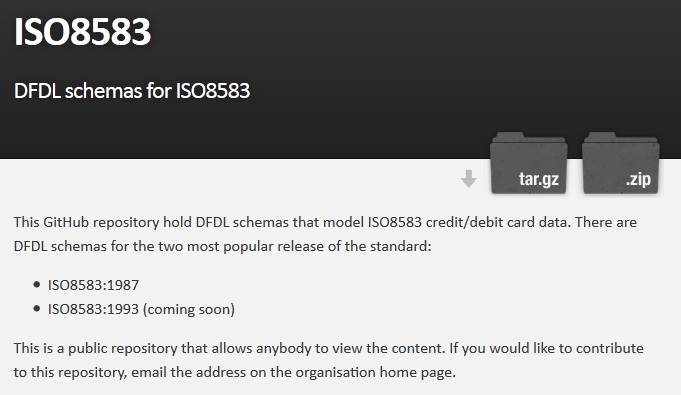 ISO8583
DFDL schemas for ISO8583
tar.gz
.zip
This GitHub repository hold DFDL schemas that model ISO8583 credit/debit card data. There are
DFDL schemas for the two most popular release of the standard:
• ISO8583:1987
• ISO8583:1993 (coming soon)
This is a public repository that allows anybody to view the content. If you would like to contribute
to this repository, email the address on the organisation home page.